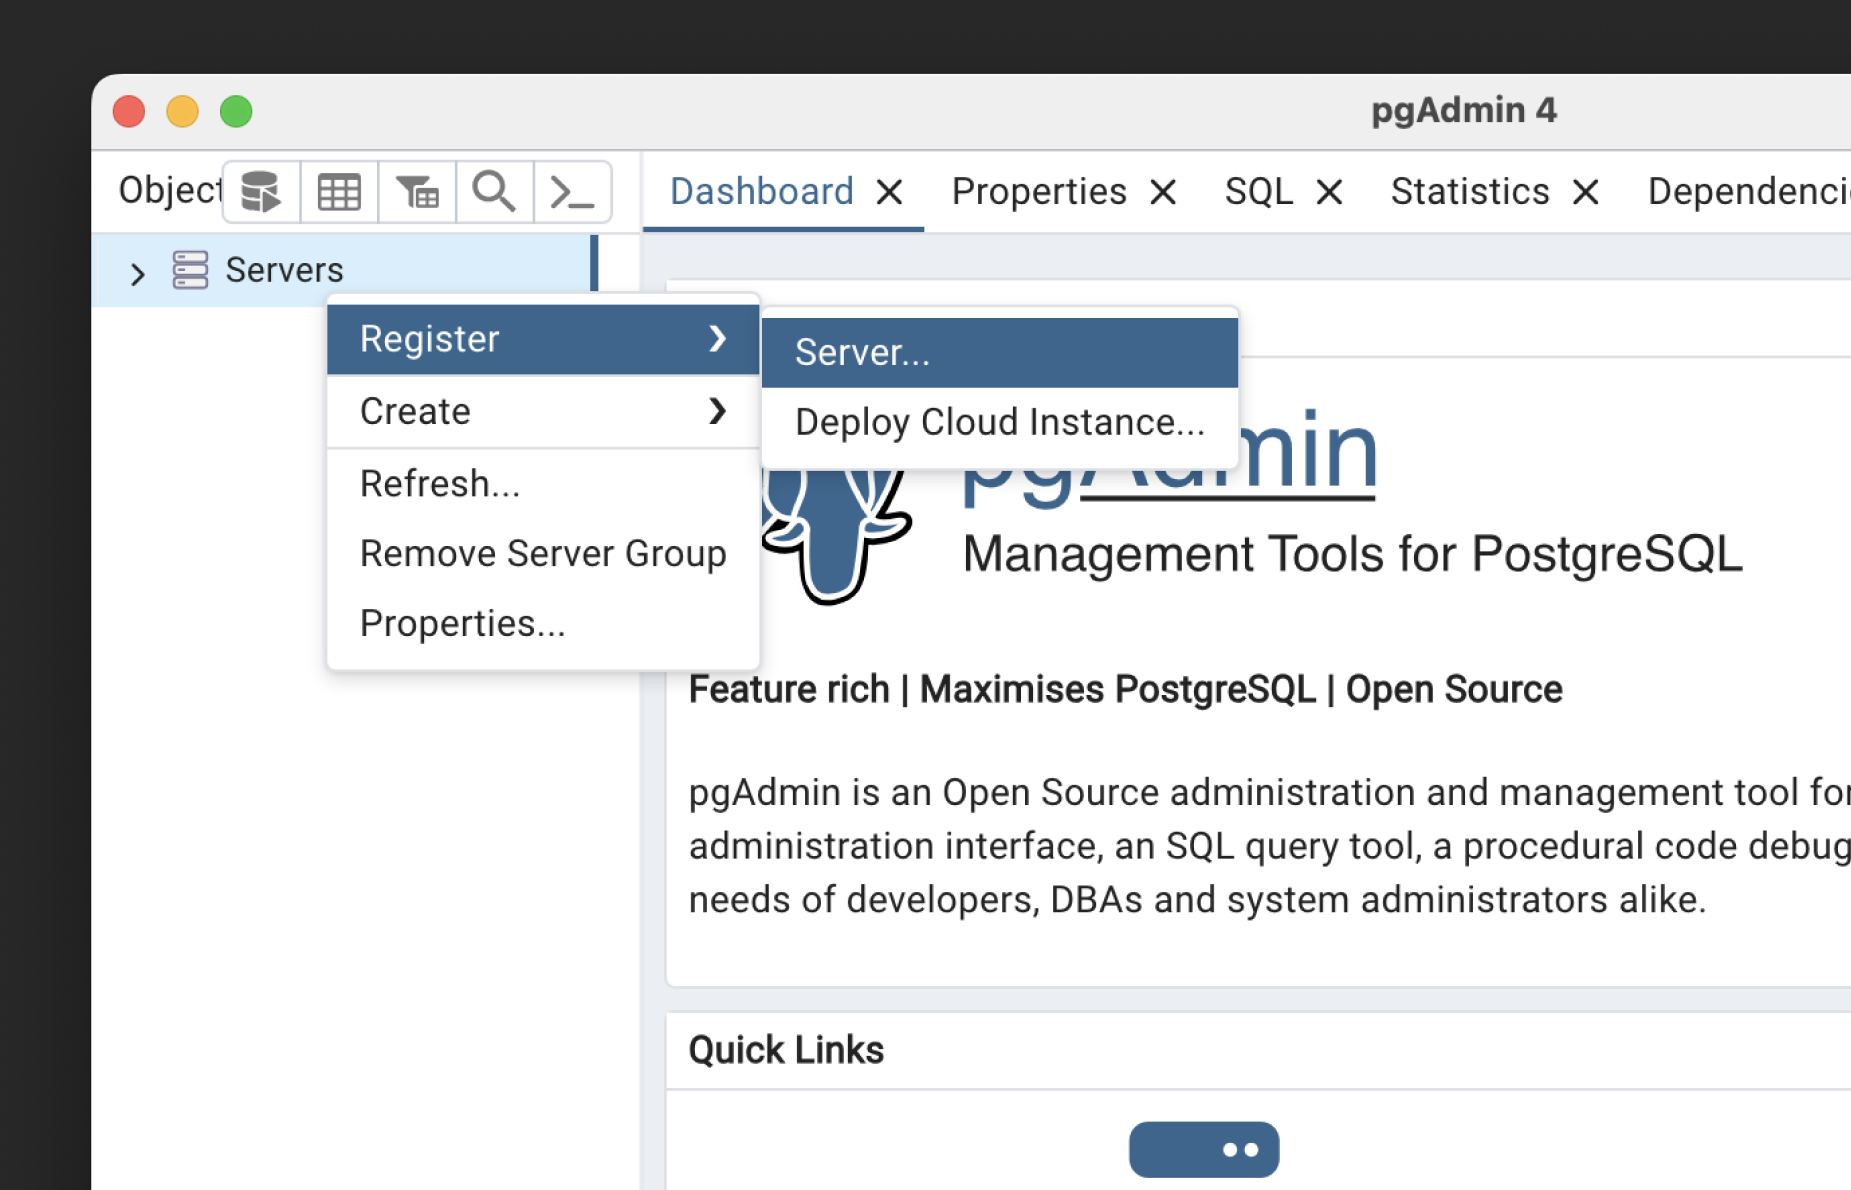 pgAdmin 4
Object
Dashboard Properties SQL Statistics
Servers
Register
Create
Refresh...
Remove Server Group
Properties...
Server...
Deploy Cloud Instance...
Management Tools for PostgreSQL
Feature rich | Maximises PostgreSQL | Open Source
pgAdmin is an Open Source administration and management tool for
administration interface, an SQL query tool, a procedural code debug
needs of developers, DBAs and system administrators alike.
Quick Links